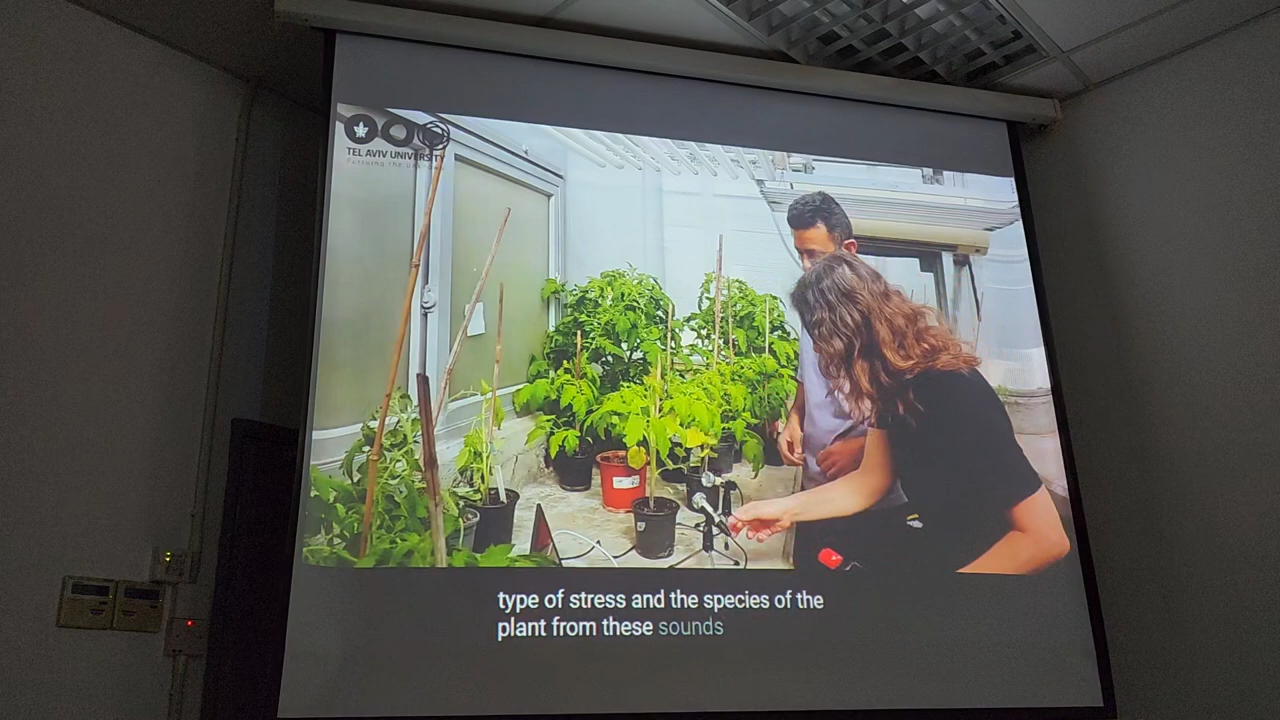 TEL AVIV UNIVERSITY
type of stress and the species of the
plant from these sounds